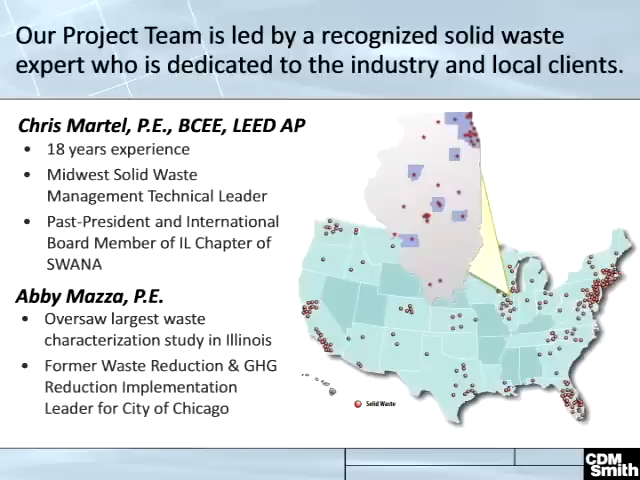 Our Project Team is led by a recognized solid waste
expert who is dedicated to the industry and local clients.
Chris Martel, P.E., BCEE, LEED AP
• 18 years experience
• Midwest Solid Waste
Management Technical Leader
• Past-President and International
Board Member of IL Chapter of
SWANA
Abby Mazza, P.E.
• Oversaw largest waste
characterization study in Illinois
• Former Waste Reduction & GHG
Reduction Implementation
Leader for City of Chicago
Solid Waste
CDM
Smith